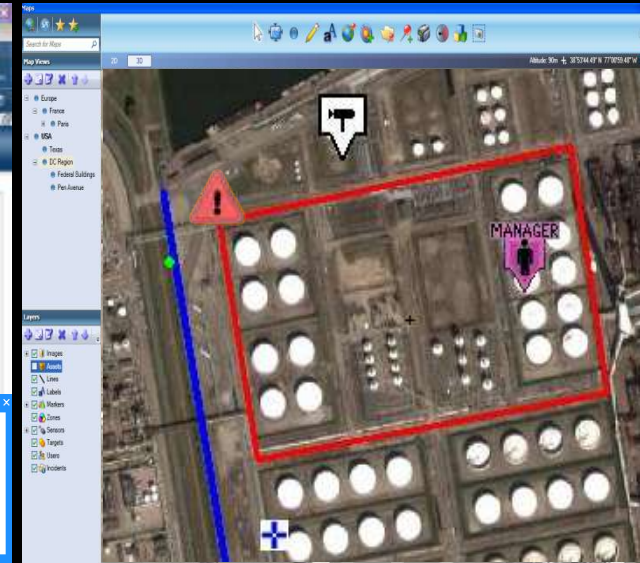 Maps
Search for Maps
Map Views
2D 3D
Altitude: 90m
Europe
France
Paris
USA
Texas
DC Region
Federal Buildings
Pen Avenue
MANAGER
Layers
Images
Assets
Lines
Labels
Markers
Zones
Sensors
Targets
Users
Incidents